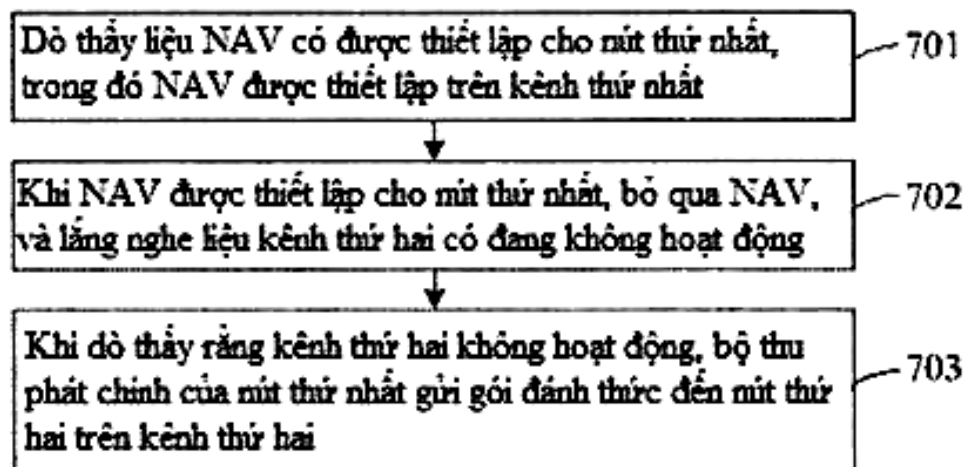 Dò thấy liệu NAV có được thiết lập cho nút thứ nhất,
trong đó NAV được thiết lập trên kênh thứ nhất
701
Khi NAV được thiết lập cho nút thứ nhất, bỏ qua NAV,
và lắng nghe liệu kênh thứ hai có đang không hoạt động
702
Khi dò thấy rằng kênh thứ hai không hoạt động, bộ thu
phát chính của nút thứ nhất gửi gói đánh thức đến nút thứ
hai trên kênh thứ hai
703